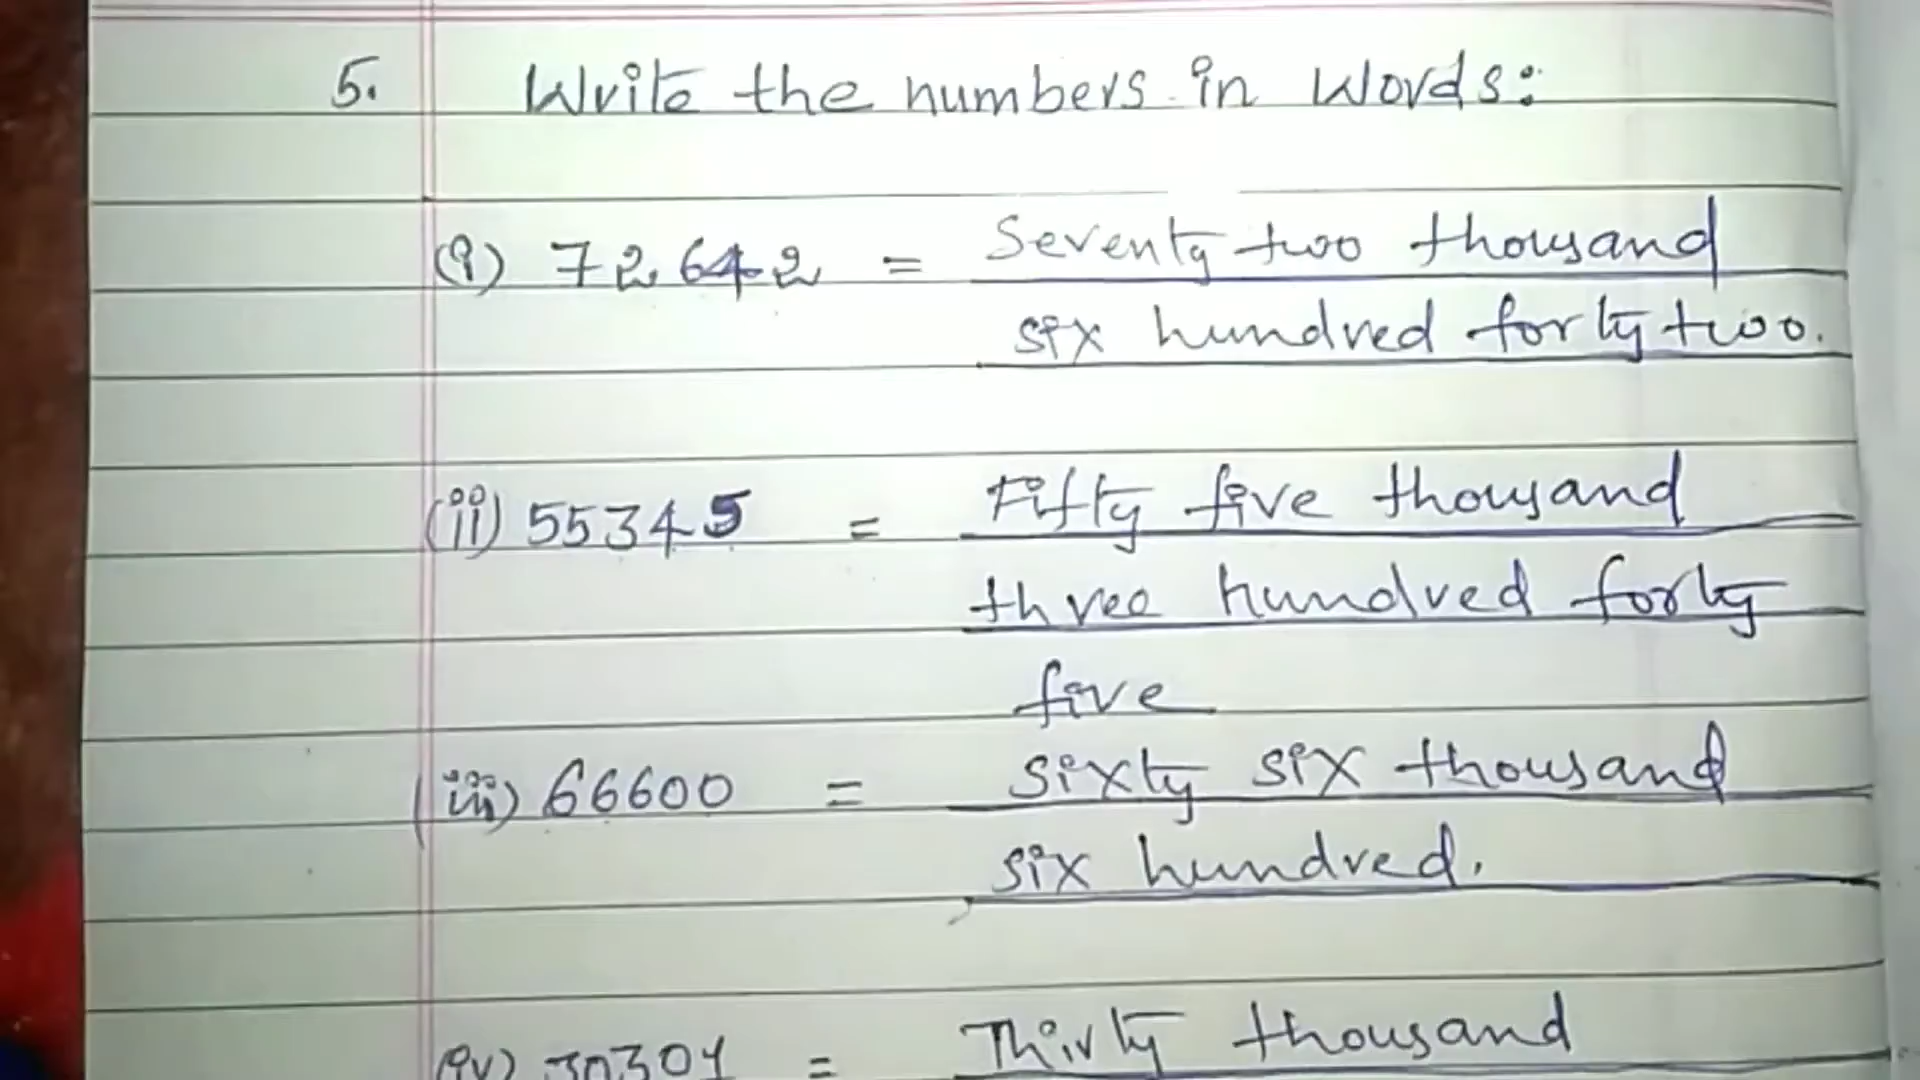 5. Write the numbers in words:
(i) 72642 = Seventy two thousand
six hundred forty two.
(ii) 55345 = Fifty five thousand
three hundred forty
five
(iii) 66600 = Sixty six thousand
six hundred.
(iv) 30301 = Thirty thousand